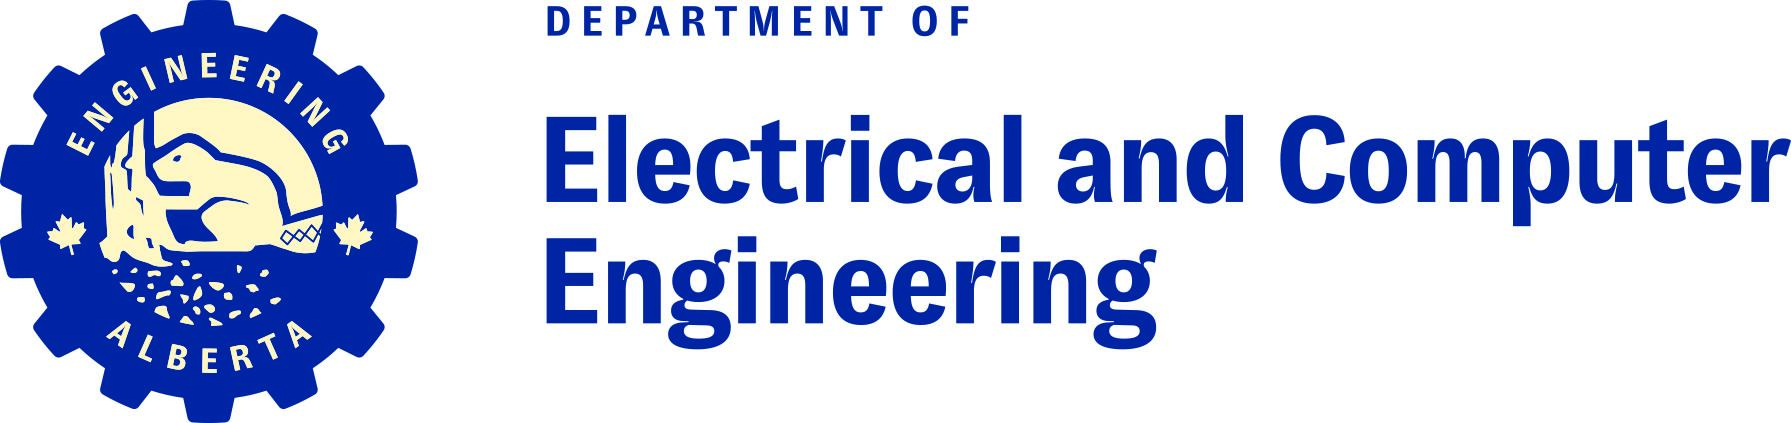 ENGINEERING
ALBERTA
DEPARTMENT OF
Electrical and Computer
Engineering